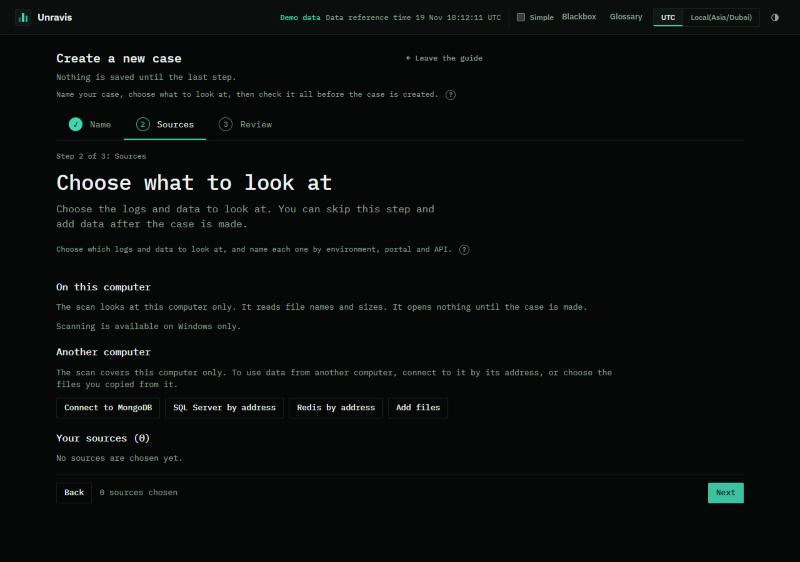 Unravis
Demo data Data reference time 19 Nov 18:12:11 UTC
Simple
Blackbox
Glossary
UTC
Local(Asia/Dubai)
Create a new case
← Leave the guide
Nothing is saved until the last step.
Name your case, choose what to look at, then check it all before the case is created. ?
✓ Name
2 Sources
3 Review
Step 2 of 3: Sources
Choose what to look at
Choose the logs and data to look at. You can skip this step and
add data after the case is made.
Choose which logs and data to look at, and name each one by environment, portal and API. ?
On this computer
The scan looks at this computer only. It reads file names and sizes. It opens nothing until the case is made.
Scanning is available on Windows only.
Another computer
The scan covers this computer only. To use data from another computer, connect to it by its address, or choose the
files you copied from it.
Connect to MongoDB
SQL Server by address
Redis by address
Add files
Your sources (0)
No sources are chosen yet.
Back
0 sources chosen
Next